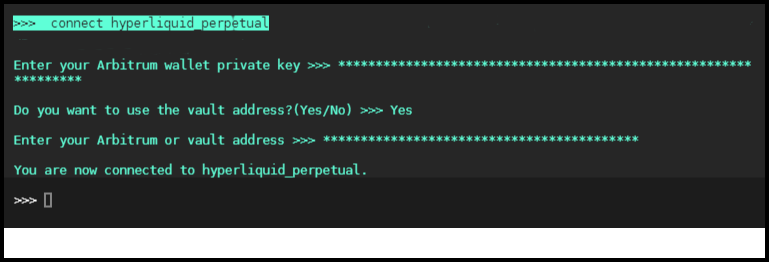 >>> connect hyperliquid_perpetual
Enter your Arbitrum wallet private key >>> *******************************************************
*********
Do you want to use the vault address?(Yes/No) >>> Yes
Enter your Arbitrum or vault address >>> ******************************************
You are now connected to hyperliquid_perpetual.
>>>